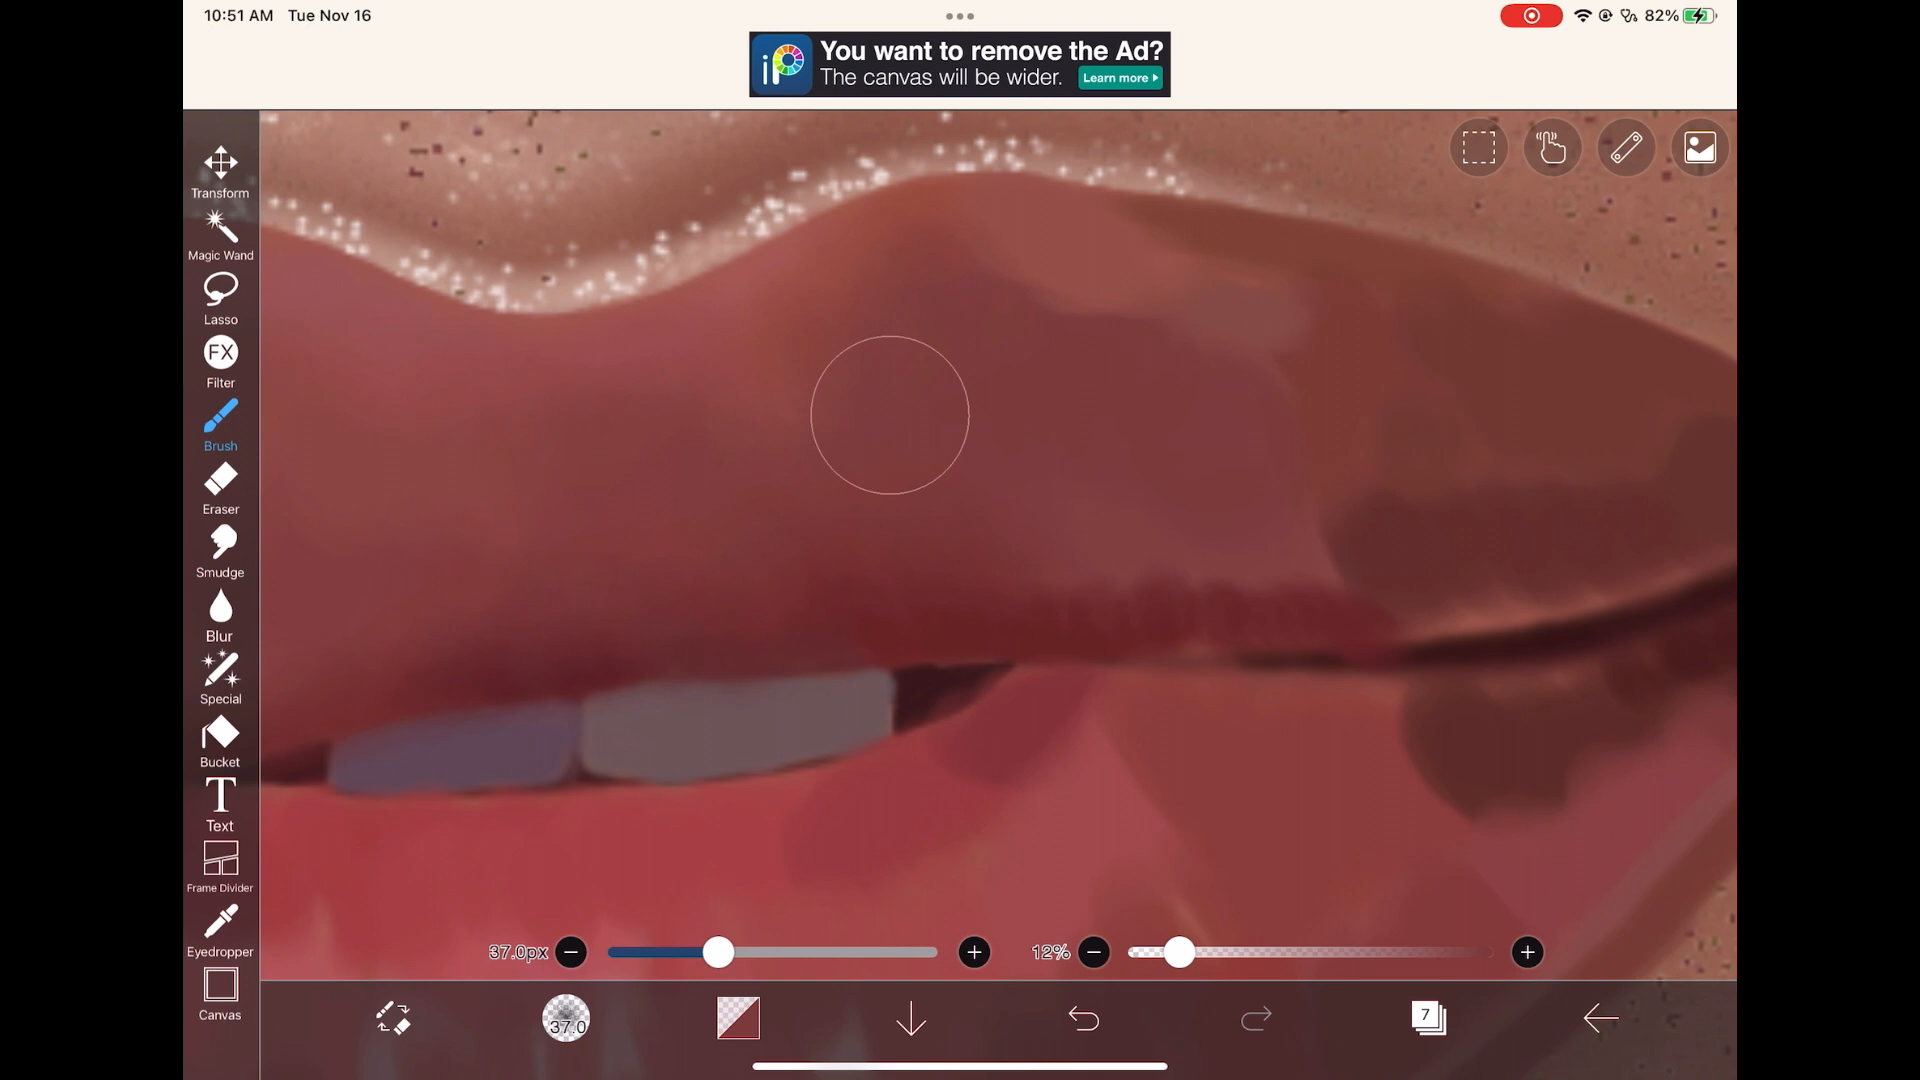 10:51 AM Tue Nov 16
82%
iP
You want to remove the Ad?
The canvas will be wider.
Learn more
Transform
Magic Wand
Lasso
FX
Filter
Brush
Eraser
Smudge
Blur
Special
Bucket
T
Text
Frame Divider
Eyedropper
Canvas
37.0px
12%
37.0
7